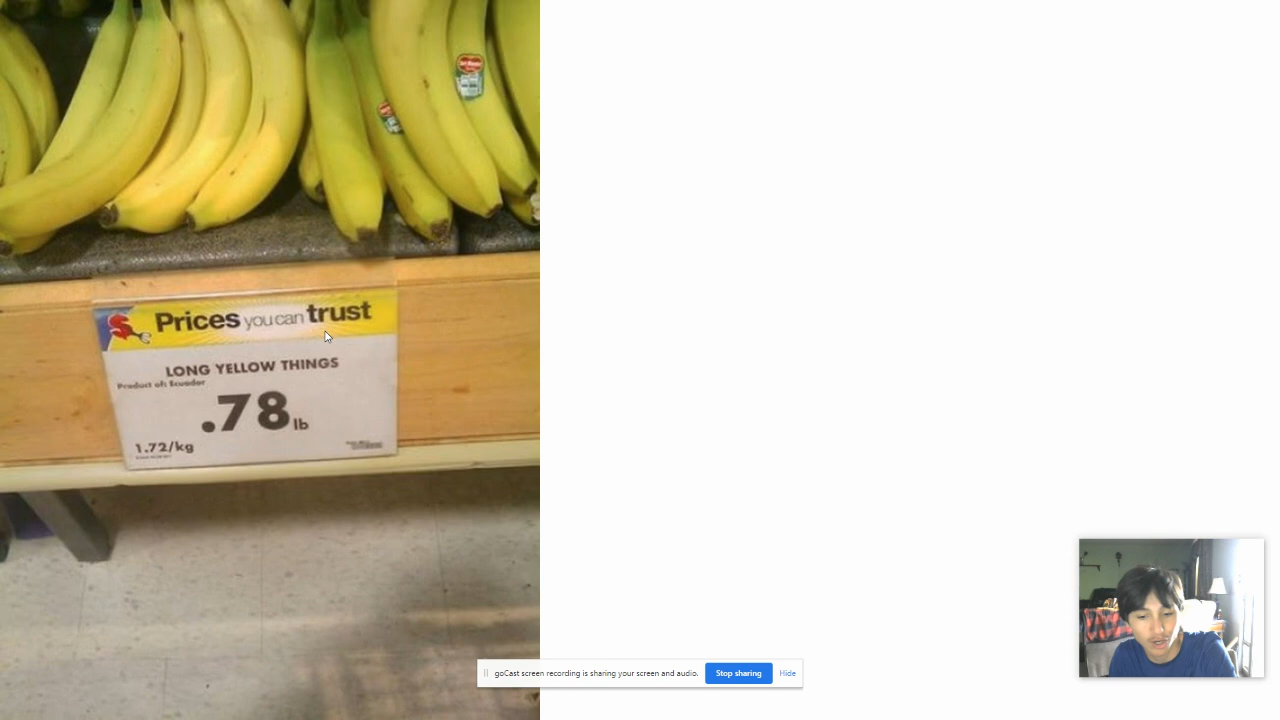 Prices you can trust
LONG YELLOW THINGS
Product of: Ecuador
.78 lb
1.72/kg
goCast screen recording is sharing your screen and audio.
Stop sharing
Hide